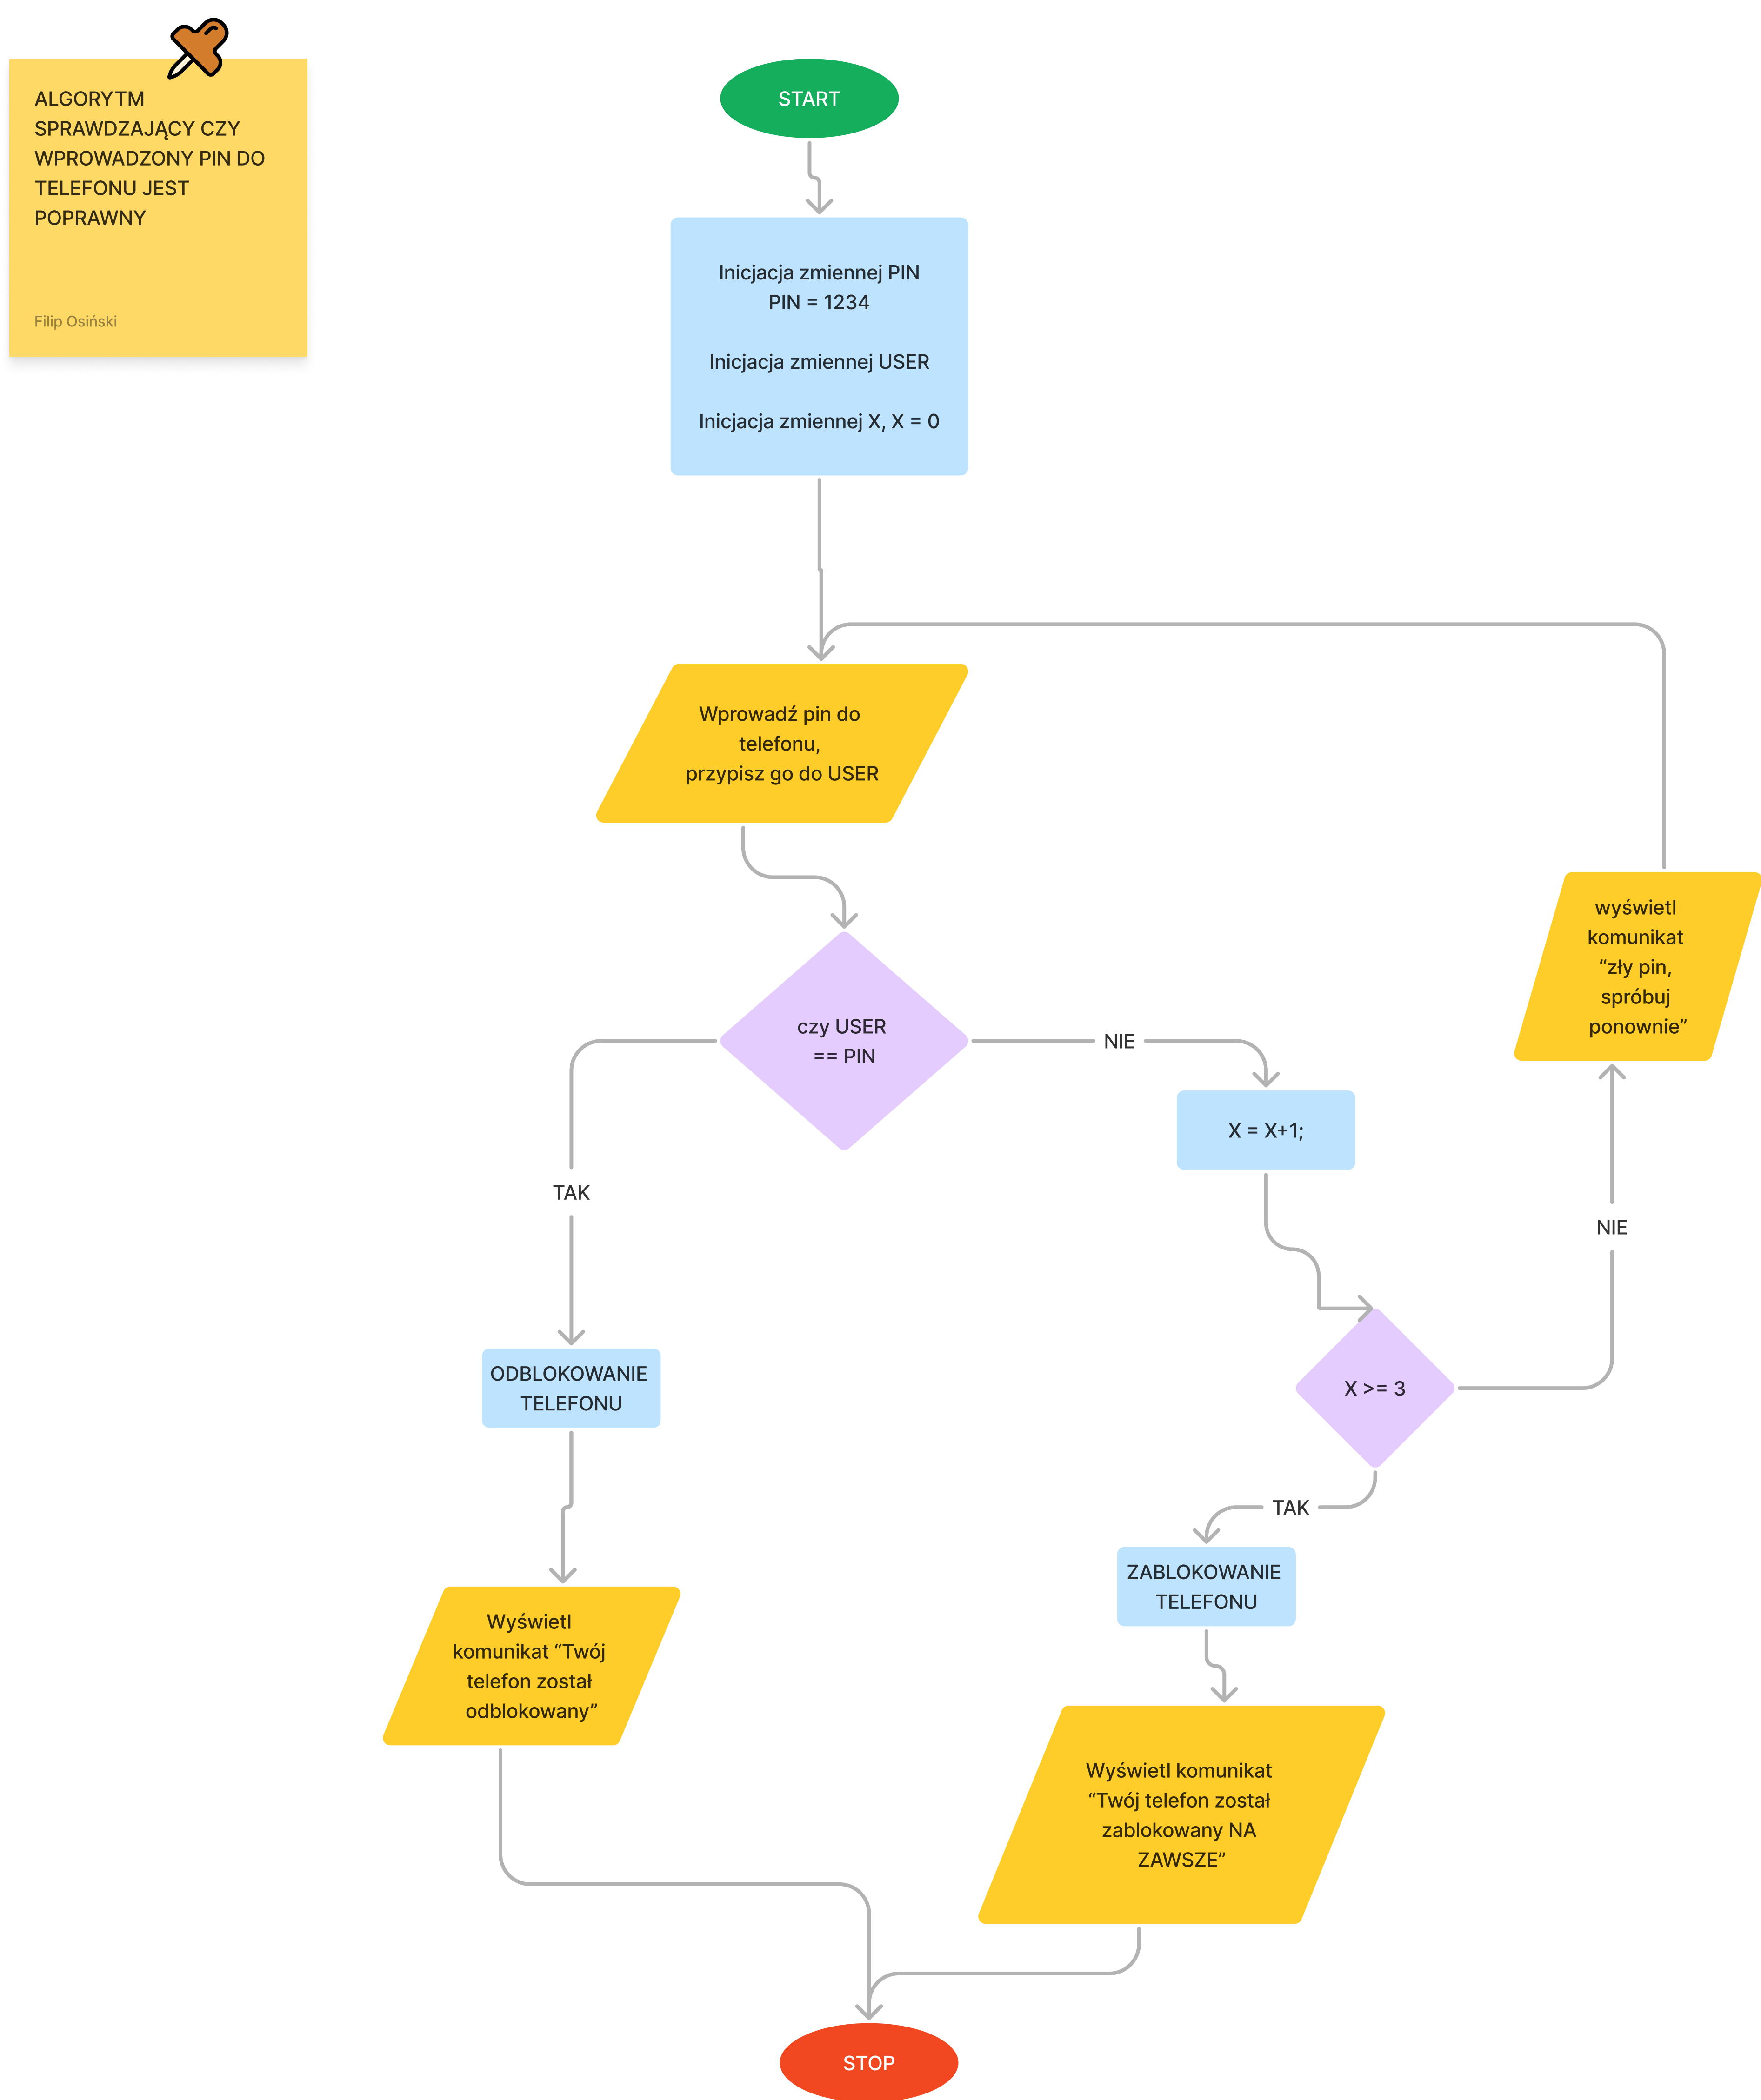 ALGORYTM
SPRAWDZAJĄCY CZY
WPROWADZONY PIN DO
TELEFONU JEST
POPRAWNY
Filip Osiński
START
Inicjacja zmiennej PIN
PIN = 1234
Inicjacja zmiennej USER
Inicjacja zmiennej X, X = 0
Wprowadź pin do
telefonu,
przypisz go do USER
wyświetl
komunikat
“zły pin,
spróbuj
ponownie”
czy USER
== PIN
NIE
X = X+1;
TAK
NIE
ODBLOKOWANIE
TELEFONU
X >= 3
TAK
ZABLOKOWANIE
TELEFONU
Wyświetl
komunikat “Twój
telefon został
odblokowany”
Wyświetl komunikat
“Twój telefon został
zablokowany NA
ZAWSZE”
STOP